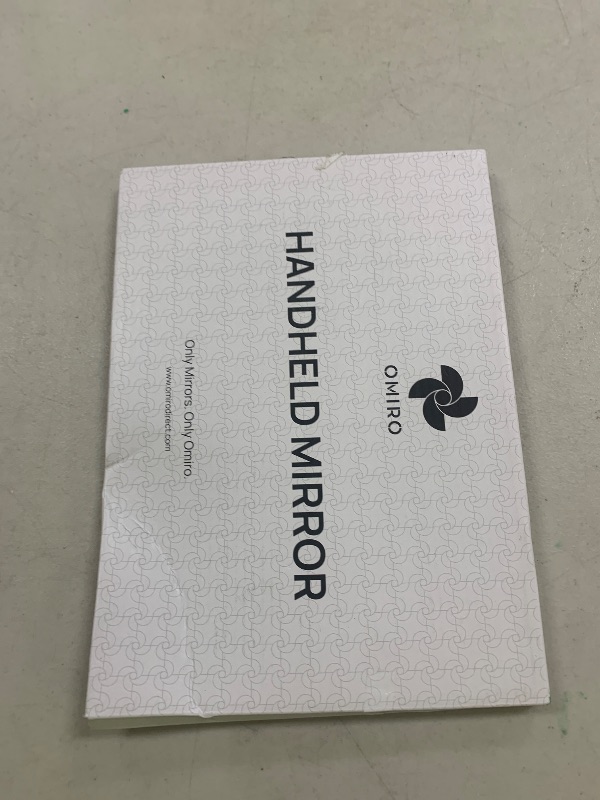 OMIRO
HANDHELD MIRROR
Only Mirrors. Only Omiro.
www.omirodirect.com